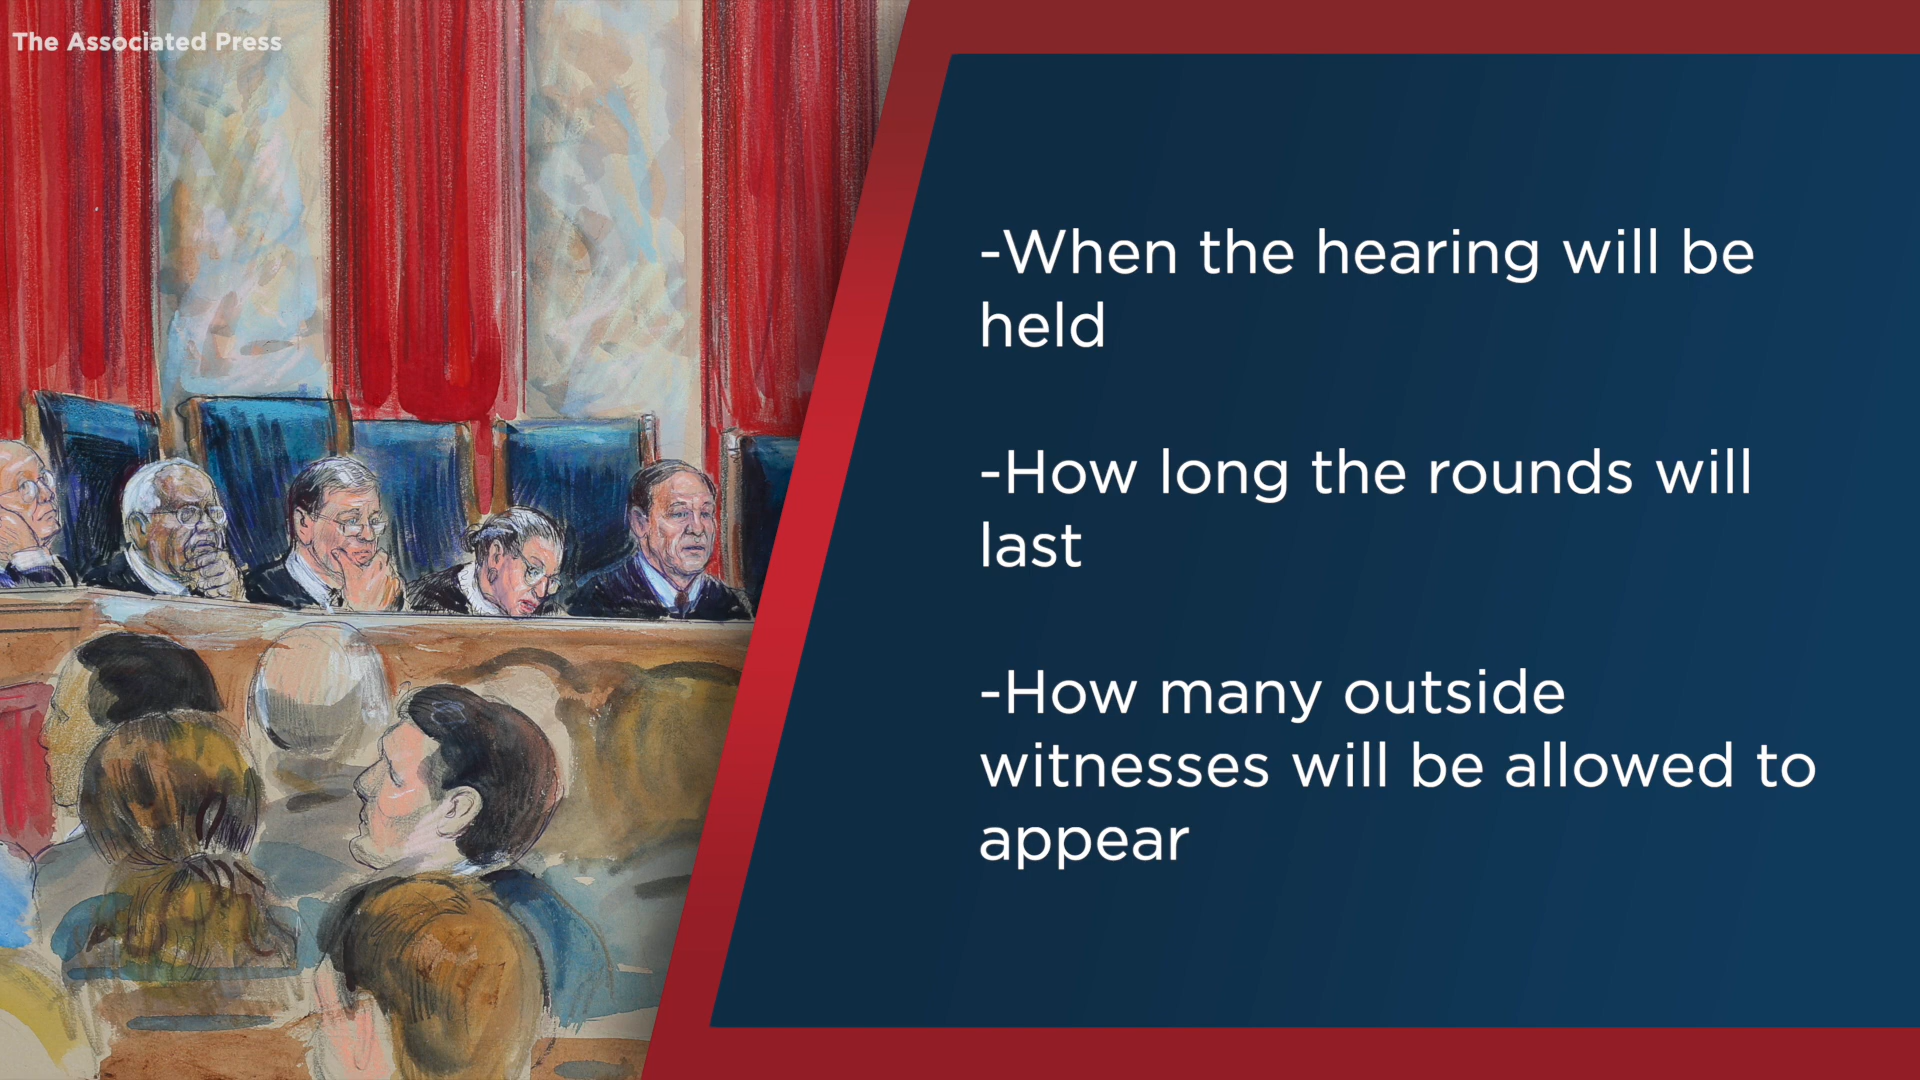 The Associated Press
-When the hearing will be
held
-How long the rounds will
last
-How many outside
witnesses will be allowed to
appear